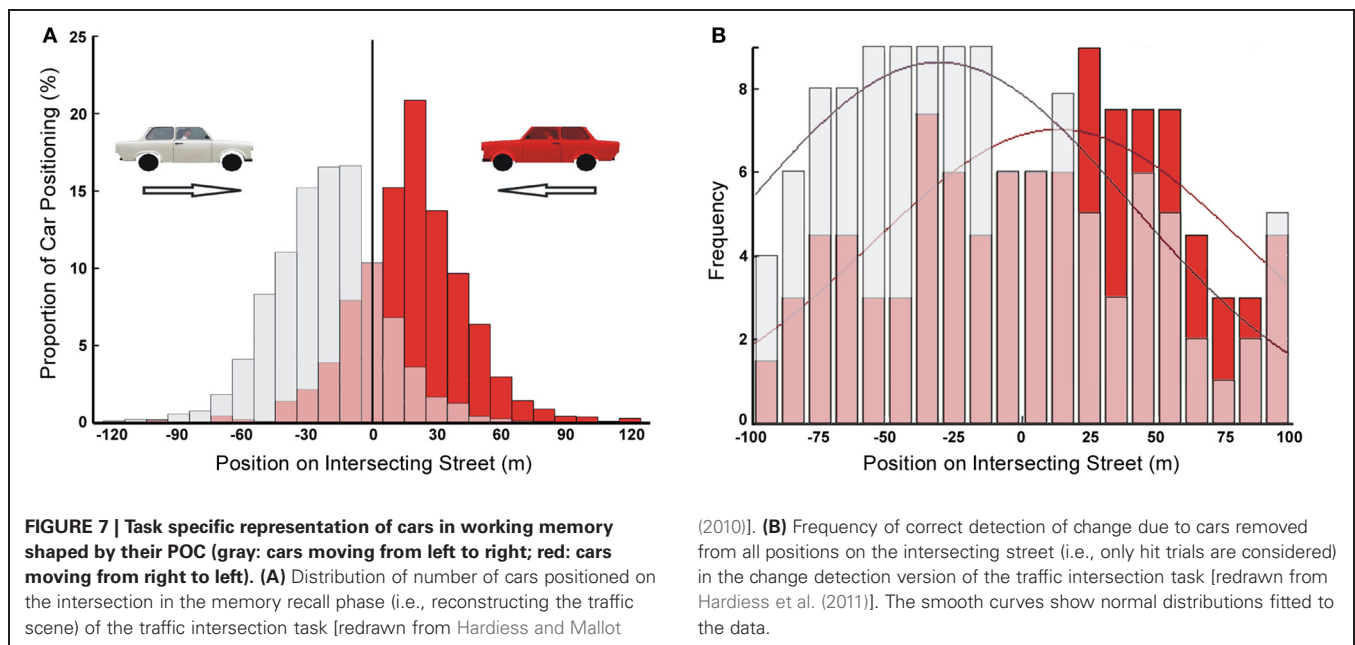 A
25
20
15
10
5
0
Proportion of Car Positioning (%)
-120 -90 -60 -30 0 30 60 90 120
Position on Intersecting Street (m)
B
8
6
4
2
0
Frequency
-100 -75 -50 -25 0 25 50 75 100
Position on Intersecting Street (m)
FIGURE 7 | Task specific representation of cars in working memory
shaped by their POC (gray: cars moving from left to right; red: cars
moving from right to left). (A) Distribution of number of cars positioned on
the intersection in the memory recall phase (i.e., reconstructing the traffic
scene) of the traffic intersection task [redrawn from Hardiess and Mallot
(2010)]. (B) Frequency of correct detection of change due to cars removed
from all positions on the intersecting street (i.e., only hit trials are considered)
in the change detection version of the traffic intersection task [redrawn from
Hardiess et al. (2011)]. The smooth curves show normal distributions fitted to
the data.